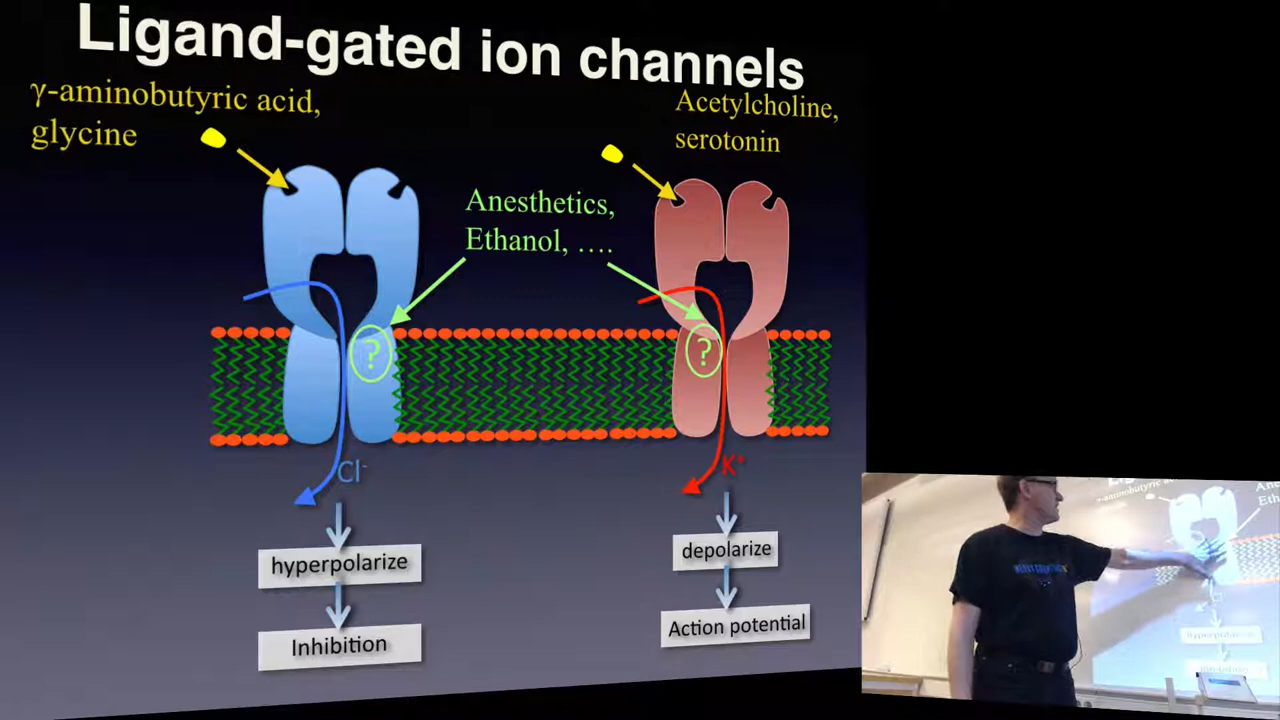 Ligand-gated ion channels
γ-aminobutyric acid,
glycine
Acetylcholine,
serotonin
Anesthetics,
Ethanol, ….
?
?
Cl-
K+
hyperpolarize
depolarize
Inhibition
Action potential